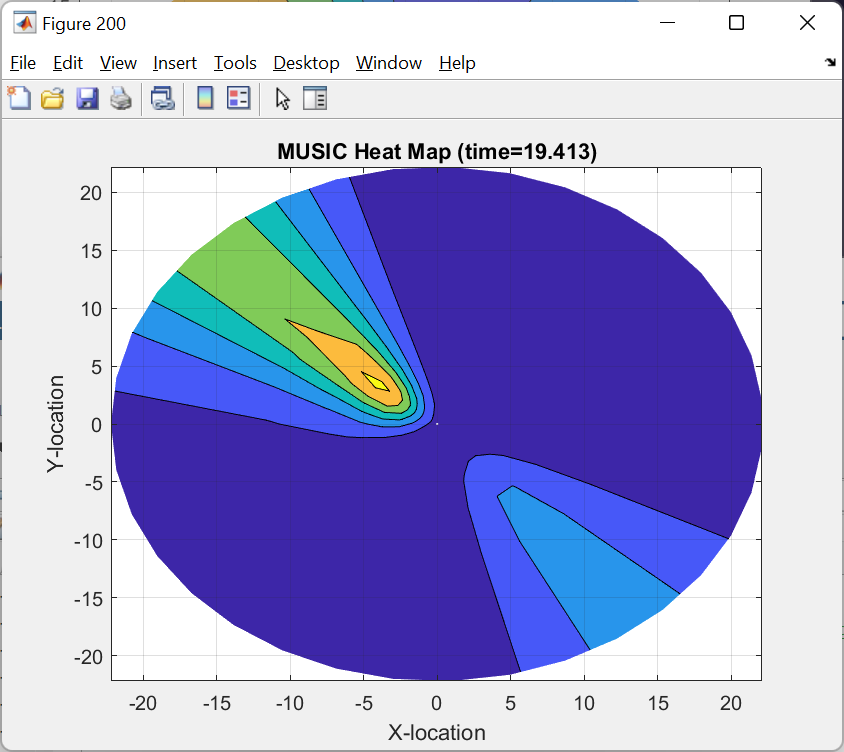 Figure 200
File Edit View Insert Tools Desktop Window Help
MUSIC Heat Map (time=19.413)
20
15
10
5
0
-5
-10
-15
-20
Y-location
-20 -15 -10 -5 0 5 10 15 20
X-location